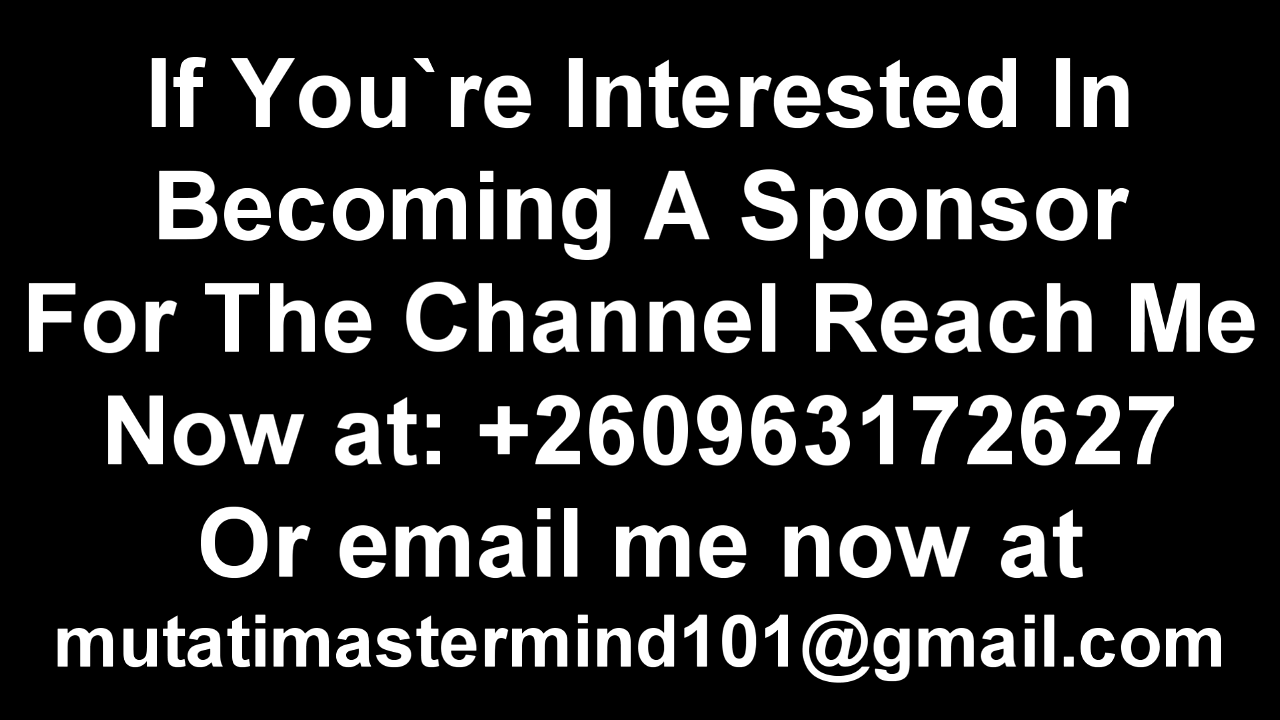 If You`re Interested In
Becoming A Sponsor
For The Channel Reach Me
Now at: +260963172627
Or email me now at
mutatimastermind101@gmail.com